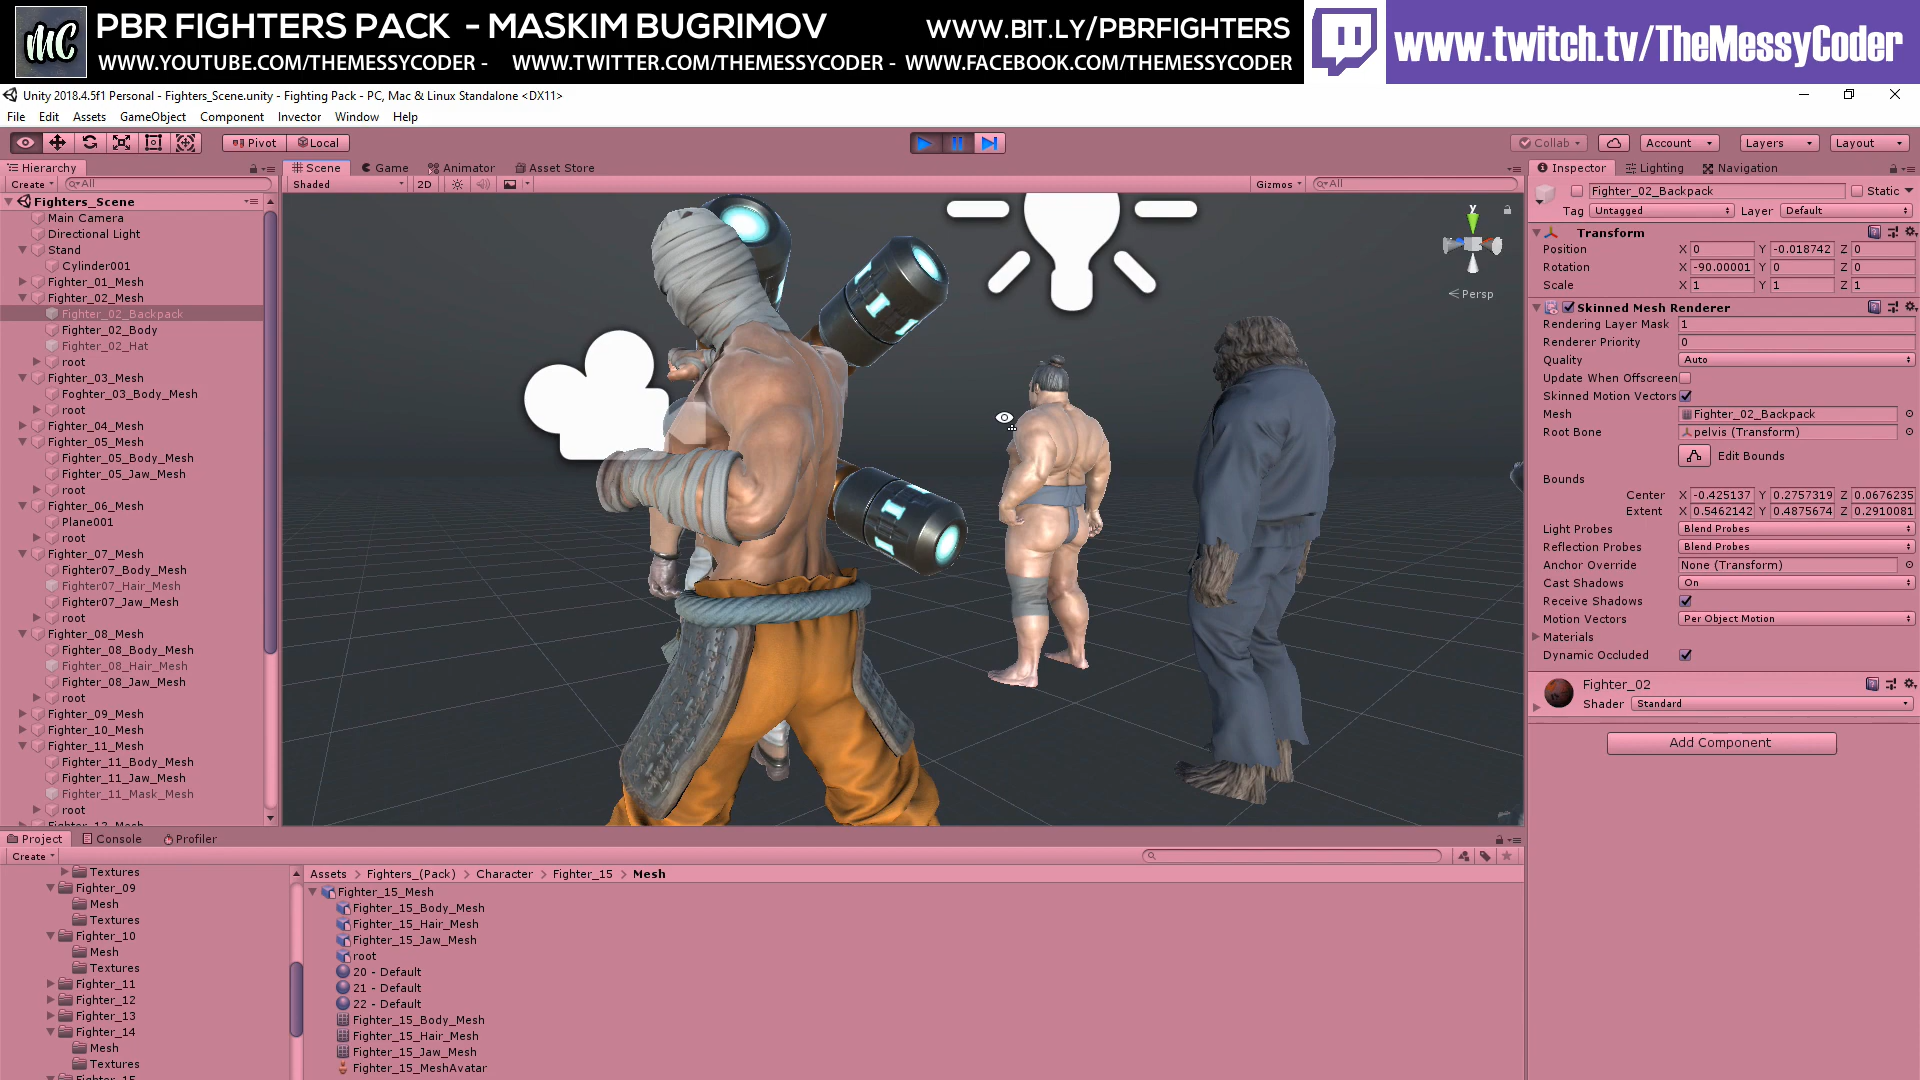 MC
PBR FIGHTERS PACK - MASKIM BUGRIMOV
WWW.BIT.LY/PBRFIGHTERS
WWW.YOUTUBE.COM/THEMESSYCODER - WWW.TWITTER.COM/THEMESSYCODER - WWW.FACEBOOK.COM/THEMESSYCODER
www.twitch.tv/TheMessyCoder
Unity 2018.4.5f1 Personal - Fighters_Scene.unity - Fighting Pack - PC, Mac & Linux Standalone <DX11>
File Edit Assets GameObject Component Invector Window Help
Pivot Local
Collab Account Layers Layout
Hierarchy
Create All
Fighters_Scene
Main Camera
Directional Light
Stand
Cylinder001
Fighter_01_Mesh
Fighter_02_Mesh
Fighter_02_Backpack
Fighter_02_Body
Fighter_02_Hat
root
Fighter_03_Mesh
Foghter_03_Body_Mesh
root
Fighter_04_Mesh
Fighter_05_Mesh
Fighter_05_Body_Mesh
Fighter_05_Jaw_Mesh
root
Fighter_06_Mesh
Plane001
root
Fighter_07_Mesh
Fighter07_Body_Mesh
Fighter07_Hair_Mesh
Fighter07_Jaw_Mesh
root
Fighter_08_Mesh
Fighter_08_Body_Mesh
Fighter_08_Hair_Mesh
Fighter_08_Jaw_Mesh
root
Fighter_09_Mesh
Fighter_10_Mesh
Fighter_11_Mesh
Fighter_11_Body_Mesh
Fighter_11_Jaw_Mesh
Fighter_11_Mask_Mesh
root
Scene Game Animator Asset Store
Shaded 2D Gizmos All
y
Persp
Inspector Lighting Navigation
Fighter_02_Backpack Static
Tag Untagged Layer Default
Transform
Position X 0 Y -0.018742 Z 0
Rotation X -90.00001 Y 0 Z 0
Scale X 1 Y 1 Z 1
Skinned Mesh Renderer
Rendering Layer Mask 1
Renderer Priority 0
Quality Auto
Update When Offscreen
Skinned Motion Vectors
Mesh Fighter_02_Backpack
Root Bone pelvis (Transform)
Edit Bounds
Bounds
Center X -0.425137 Y 0.2757319 Z 0.0676235
Extent X 0.5462142 Y 0.4875674 Z 0.2910081
Light Probes Blend Probes
Reflection Probes Blend Probes
Anchor Override None (Transform)
Cast Shadows On
Receive Shadows
Motion Vectors Per Object Motion
Materials
Dynamic Occluded
Fighter_02
Shader Standard
Add Component
Project Console Profiler
Create
Textures
Fighter_09
Mesh
Textures
Fighter_10
Mesh
Textures
Fighter_11
Fighter_12
Fighter_13
Fighter_14
Mesh
Textures
Assets Fighters_(Pack) Character Fighter_15 Mesh
Fighter_15_Mesh
Fighter_15_Body_Mesh
Fighter_15_Hair_Mesh
Fighter_15_Jaw_Mesh
root
20 - Default
21 - Default
22 - Default
Fighter_15_Body_Mesh
Fighter_15_Hair_Mesh
Fighter_15_Jaw_Mesh
Fighter_15_MeshAvatar